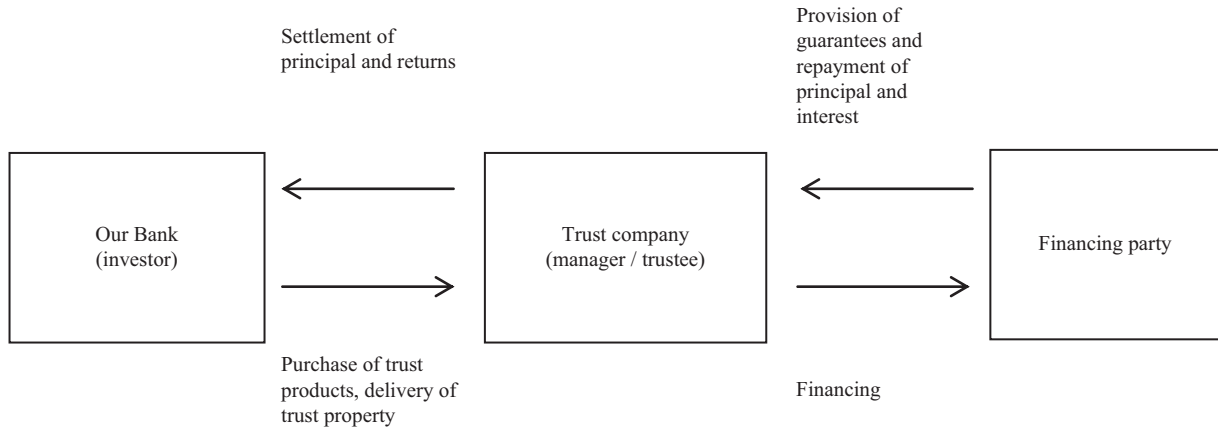 Settlement of
principal and returns
Provision of
guarantees and
repayment of
principal and
interest
Our Bank
(investor)
Trust company
(manager / trustee)
Financing party
Purchase of trust
products, delivery of
trust property
Financing